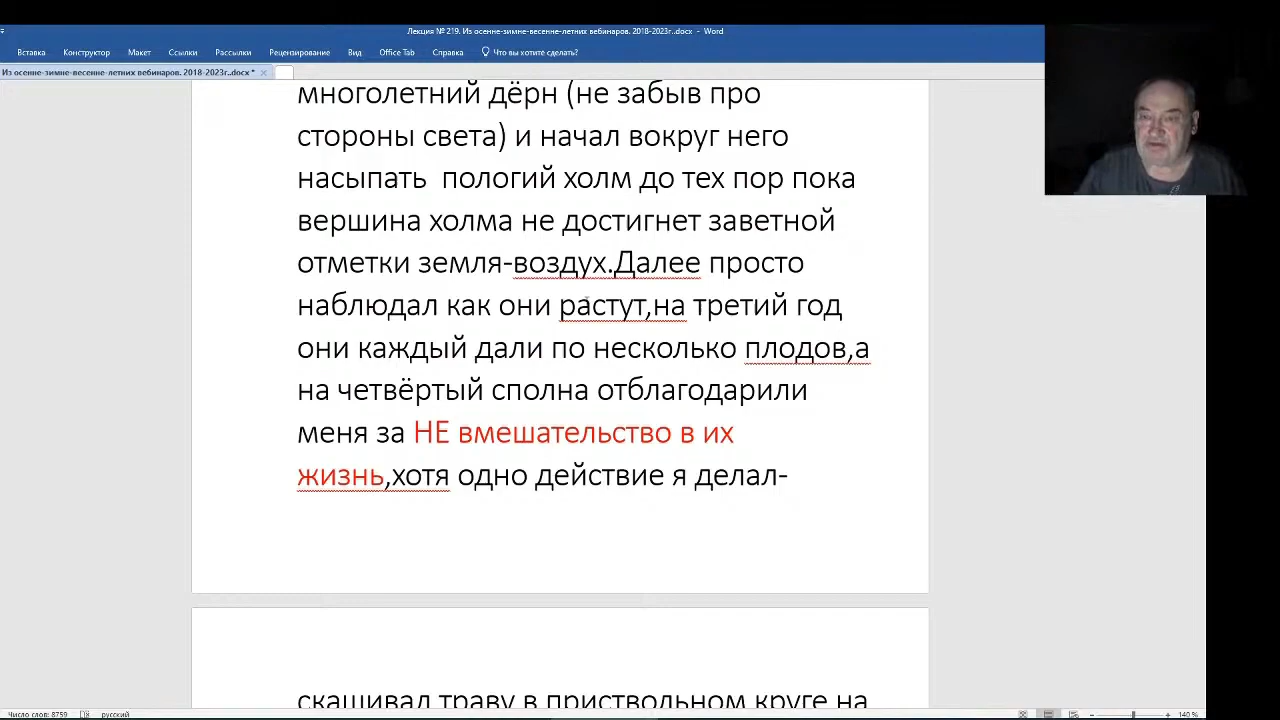 Лекция № 219. Из осенне-зимне-весенне-летних вебинаров. 2018-2023г..docx - Word
Вставка Конструктор Макет Ссылки Рассылки Рецензирование Вид Office Tab Справка Что вы хотите сделать?
Из осенне-зимне-весенне-летних вебинаров. 2018-2023г..docx *
многолетний дёрн (не забыв про
стороны света) и начал вокруг него
насыпать пологий холм до тех пор пока
вершина холма не достигнет заветной
отметки земля-воздух.Далее просто
наблюдал как они растут,на третий год
они каждый дали по несколько плодов,а
на четвёртый сполна отблагодарили
меня за НЕ вмешательство в их
жизнь,хотя одно действие я делал-
скашивал траву в приствольном круге на
Число слов: 8759 русский 140 %